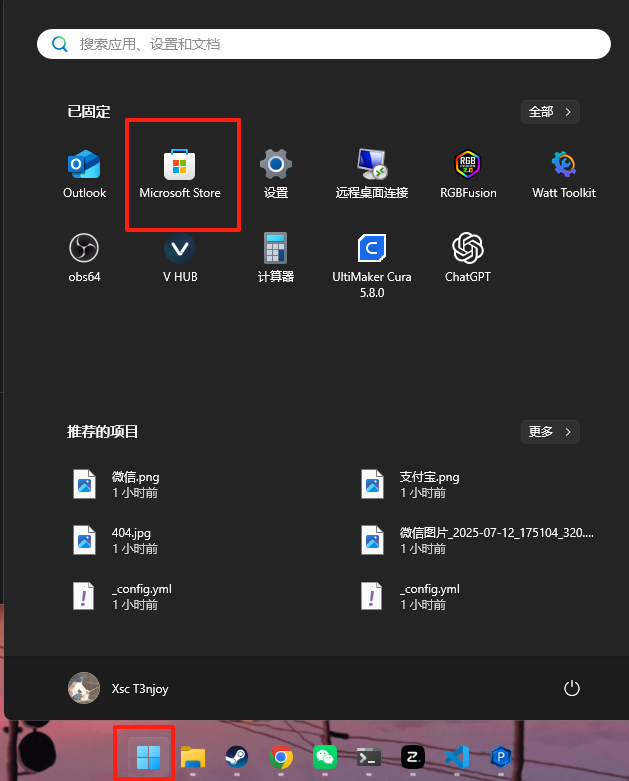 搜索应用、设置和文档
已固定
全部
Outlook
Microsoft Store
设置
远程桌面连接
RGB
2.0
RGBFusion
Watt Toolkit
obs64
V HUB
计算器
UltiMaker Cura
5.8.0
ChatGPT
推荐的项目
更多
微信.png
1 小时前
支付宝.png
1 小时前
404.jpg
1 小时前
微信图片_2025-07-12_175104_320....
1 小时前
_config.yml
1 小时前
_config.yml
1 小时前
Xsc T3njoy